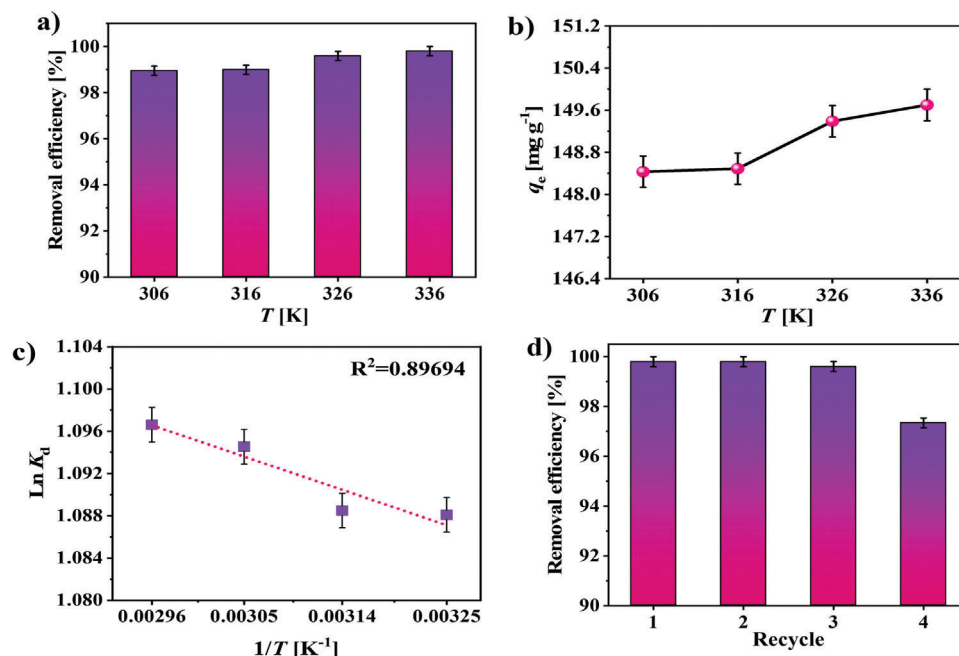 a)
100
98
96
94
92
90
Removal efficiency [%]
306 316 326 336
T [K]
b)
151.2
150.4
149.6
148.8
148.0
147.2
146.4
qe [mg g-1]
306 316 326 336
T [K]
c)
R2=0.89694
1.104
1.100
1.096
1.092
1.088
1.084
1.080
Ln Kd
0.00296 0.00305 0.00314 0.00325
1/T [K-1]
d)
100
98
96
94
92
90
Removal efficiency [%]
1 2 3 4
Recycle